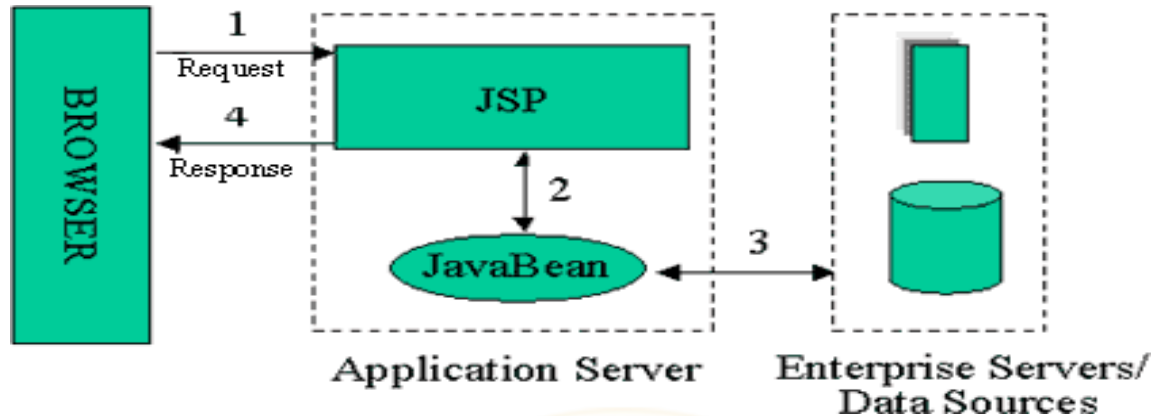 BROWSER
1
Request
4
Response
JSP
2
JavaBean
3
Application Server
Enterprise Servers/
Data Sources